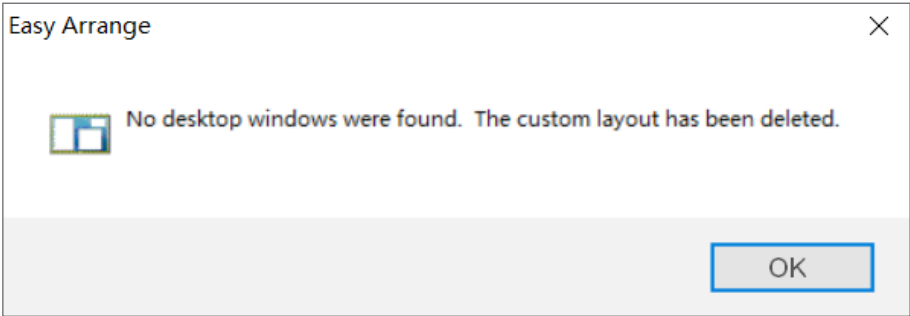 Easy Arrange
No desktop windows were found.  The custom layout has been deleted.
OK